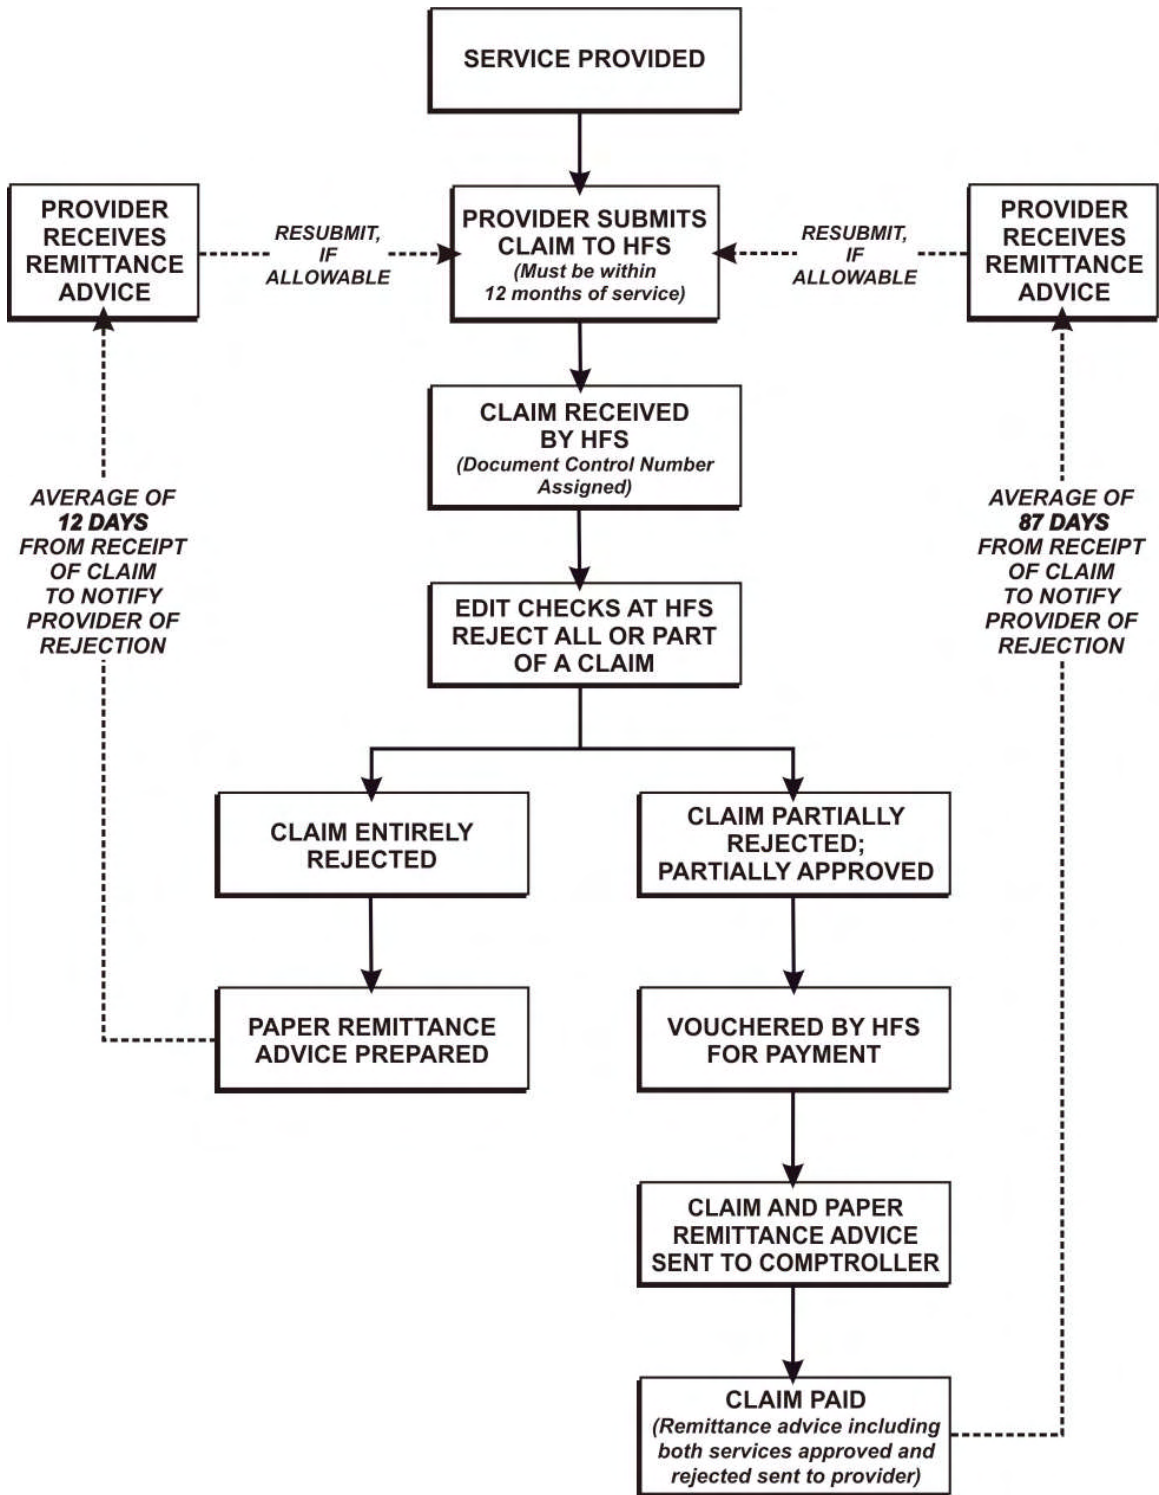 SERVICE PROVIDED
PROVIDER
RECEIVES
REMITTANCE
ADVICE
RESUBMIT,
IF
ALLOWABLE
PROVIDER SUBMITS
CLAIM TO HFS
(Must be within
12 months of service)
RESUBMIT,
IF
ALLOWABLE
PROVIDER
RECEIVES
REMITTANCE
ADVICE
CLAIM RECEIVED
BY HFS
(Document Control Number
Assigned)
AVERAGE OF
12 DAYS
FROM RECEIPT
OF CLAIM
TO NOTIFY
PROVIDER OF
REJECTION
AVERAGE OF
87 DAYS
FROM RECEIPT
OF CLAIM
TO NOTIFY
PROVIDER OF
REJECTION
EDIT CHECKS AT HFS
REJECT ALL OR PART
OF A CLAIM
CLAIM ENTIRELY
REJECTED
CLAIM PARTIALLY
REJECTED;
PARTIALLY APPROVED
PAPER REMITTANCE
ADVICE PREPARED
VOUCHERED BY HFS
FOR PAYMENT
CLAIM AND PAPER
REMITTANCE ADVICE
SENT TO COMPTROLLER
CLAIM PAID
(Remittance advice including
both services approved and
rejected sent to provider)